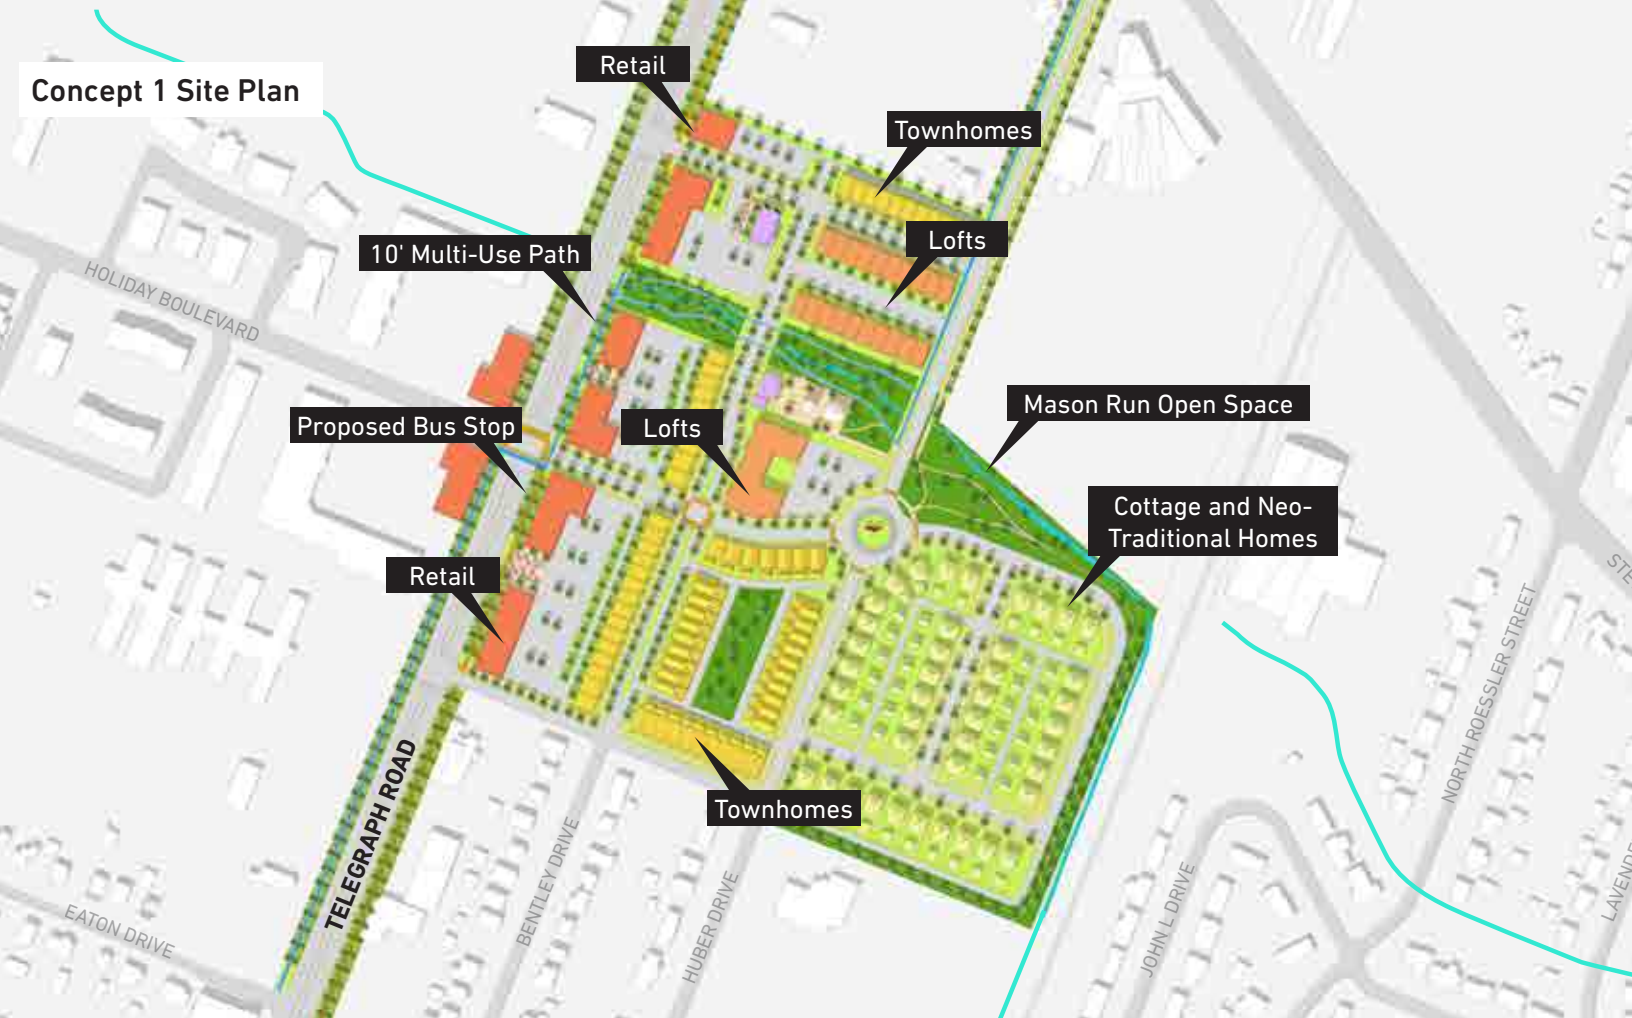 Retail
Concept 1 Site Plan
Townhomes
Lofts
10' Multi-Use Path
HOLIDAY BOULEVARD
Mason Run Open Space
Proposed Bus Stop
Lofts
Cottage and Neo-
Traditional Homes
Retail
NORTH ROESSLER STREET
TELEGRAPH ROAD
Townhomes
BENTLEY DRIVE
HUBER DRIVE
JOHN L DRIVE
EATON DRIVE